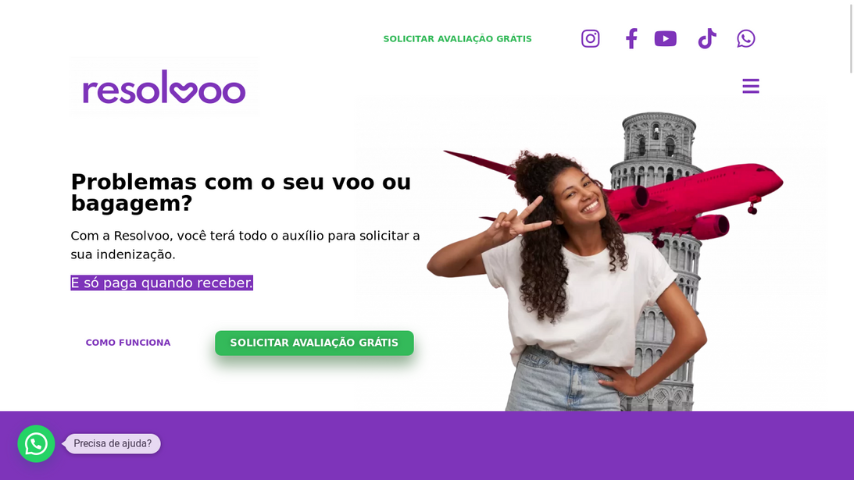 SOLICITAR AVALIAÇÃO GRÁTIS
resolvoo
Problemas com o seu voo ou
bagagem?
Com a Resolvoo, você terá todo o auxílio para solicitar a
sua indenização.
E só paga quando receber.
COMO FUNCIONA
SOLICITAR AVALIAÇÃO GRÁTIS
Precisa de ajuda?